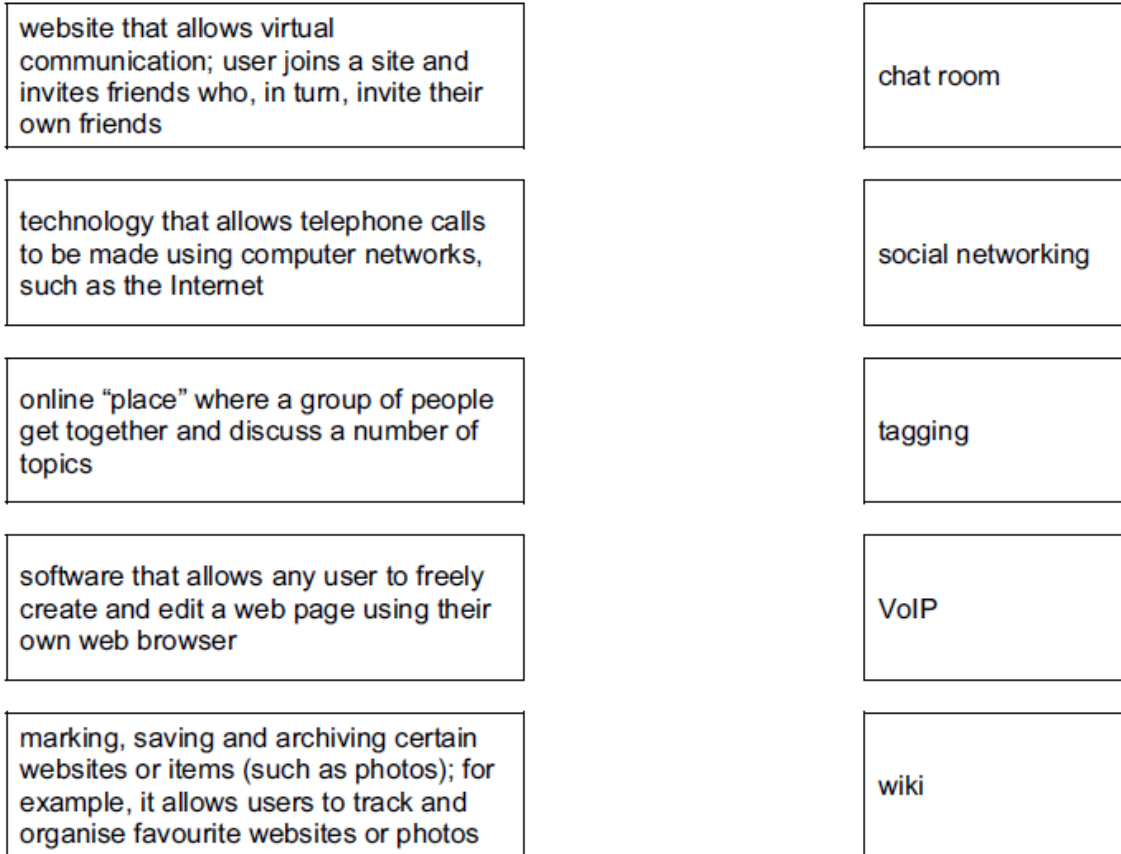 website that allows virtual
communication; user joins a site and
invites friends who, in turn, invite their
own friends
chat room
technology that allows telephone calls
to be made using computer networks,
such as the Internet
social networking
online “place” where a group of people
get together and discuss a number of
topics
tagging
software that allows any user to freely
create and edit a web page using their
own web browser
VoIP
marking, saving and archiving certain
websites or items (such as photos); for
example, it allows users to track and
organise favourite websites or photos
wiki